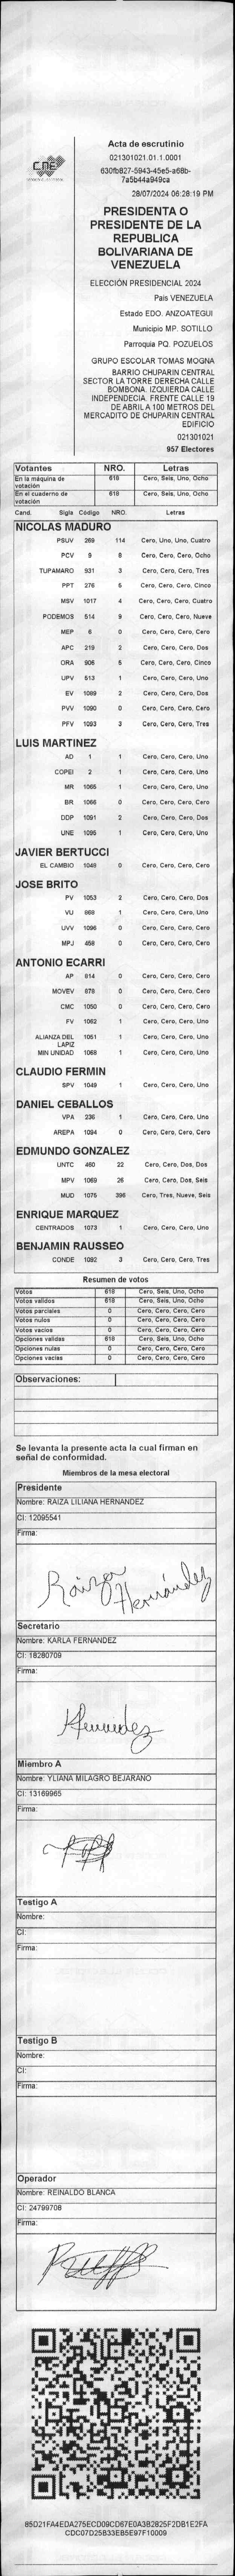 CNE
Acta de escrutinio
021301021.01.1.0001
630fb827-5943-45e5-a68b-
7a5b44a949ca
28/07/2024 06:28:19 PM
PRESIDENTA O
PRESIDENTE DE LA
REPUBLICA
BOLIVARIANA DE
VENEZUELA
ELECCIÓN PRESIDENCIAL 2024
País VENEZUELA
Estado EDO. ANZOATEGUI
Municipio MP. SOTILLO
Parroquia PQ. POZUELOS
GRUPO ESCOLAR TOMAS MOGNA
BARRIO CHUPARIN CENTRAL
SECTOR LA TORRE DERECHA CALLE
BOMBONA. IZQUIERDA CALLE
INDEPENDECIA. FRENTE CALLE 19
DE ABRIL A 100 METROS DEL
MERCADITO DE CHUPARIN CENTRAL
EDIFICIO
021301021
957 Electores
Votantes NRO. Letras
En la máquina de votación 618 Cero, Seis, Uno, Ocho
En el cuaderno de votación 618 Cero, Seis, Uno, Ocho
Cand. Sigla Código NRO. Letras
NICOLAS MADURO
PSUV 269 114 Cero, Uno, Uno, Cuatro
PCV 9 8 Cero, Cero, Cero, Ocho
TUPAMARO 931 3 Cero, Cero, Cero, Tres
PPT 276 5 Cero, Cero, Cero, Cinco
MSV 1017 4 Cero, Cero, Cero, Cuatro
PODEMOS 514 9 Cero, Cero, Cero, Nueve
MEP 6 0 Cero, Cero, Cero, Cero
APC 219 2 Cero, Cero, Cero, Dos
ORA 906 5 Cero, Cero, Cero, Cinco
UPV 513 1 Cero, Cero, Cero, Uno
EV 1089 2 Cero, Cero, Cero, Dos
PVV 1090 0 Cero, Cero, Cero, Cero
PFV 1093 3 Cero, Cero, Cero, Tres
LUIS MARTINEZ
AD 1 1 Cero, Cero, Cero, Uno
COPEI 2 1 Cero, Cero, Cero, Uno
MR 1065 1 Cero, Cero, Cero, Uno
BR 1066 0 Cero, Cero, Cero, Cero
DDP 1091 2 Cero, Cero, Cero, Dos
UNE 1095 1 Cero, Cero, Cero, Uno
JAVIER BERTUCCI
EL CAMBIO 1048 0 Cero, Cero, Cero, Cero
JOSE BRITO
PV 1053 2 Cero, Cero, Cero, Dos
VU 868 1 Cero, Cero, Cero, Uno
UVV 1096 0 Cero, Cero, Cero, Cero
MPJ 458 0 Cero, Cero, Cero, Cero
ANTONIO ECARRI
AP 814 0 Cero, Cero, Cero, Cero
MOVEV 878 0 Cero, Cero, Cero, Cero
CMC 1050 0 Cero, Cero, Cero, Cero
FV 1062 1 Cero, Cero, Cero, Uno
ALIANZA DEL LAPIZ 1051 1 Cero, Cero, Cero, Uno
MIN UNIDAD 1068 1 Cero, Cero, Cero, Uno
CLAUDIO FERMIN
SPV 1049 1 Cero, Cero, Cero, Uno
DANIEL CEBALLOS
VPA 236 1 Cero, Cero, Cero, Uno
AREPA 1094 0 Cero, Cero, Cero, Cero
EDMUNDO GONZALEZ
UNTC 460 22 Cero, Cero, Dos, Dos
MPV 1069 26 Cero, Cero, Dos, Seis
MUD 1075 396 Cero, Tres, Nueve, Seis
ENRIQUE MARQUEZ
CENTRADOS 1073 1 Cero, Cero, Cero, Uno
BENJAMIN RAUSSEO
CONDE 1092 3 Cero, Cero, Cero, Tres
Resumen de votos
Votos 618 Cero, Seis, Uno, Ocho
Votos válidos 618 Cero, Seis, Uno, Ocho
Votos parciales 0 Cero, Cero, Cero, Cero
Votos nulos 0 Cero, Cero, Cero, Cero
Votos vacíos 0 Cero, Cero, Cero, Cero
Opciones validas 618 Cero, Seis, Uno, Ocho
Opciones nulas 0 Cero, Cero, Cero, Cero
Opciones vacías 0 Cero, Cero, Cero, Cero
Observaciones:
Se levanta la presente acta la cual firman en
señal de conformidad.
Miembros de la mesa electoral
Presidente
Nombre: RAIZA LILIANA HERNANDEZ
CI: 12095541
Firma:
Raiza Hernández
Secretario
Nombre: KARLA FERNANDEZ
CI: 18280709
Firma:
Miembro A
Nombre: YLIANA MILAGRO BEJARANO
CI: 13169965
Firma:
Testigo A
Nombre:
CI:
Firma:
Testigo B
Nombre:
CI:
Firma:
Operador
Nombre: REINALDO BLANCA
CI: 24799708
Firma:
85D21FA4EDA275ECD09CD67E0A3B2825F2DB1E2FA
CDC07D25B33EB5E97F10009